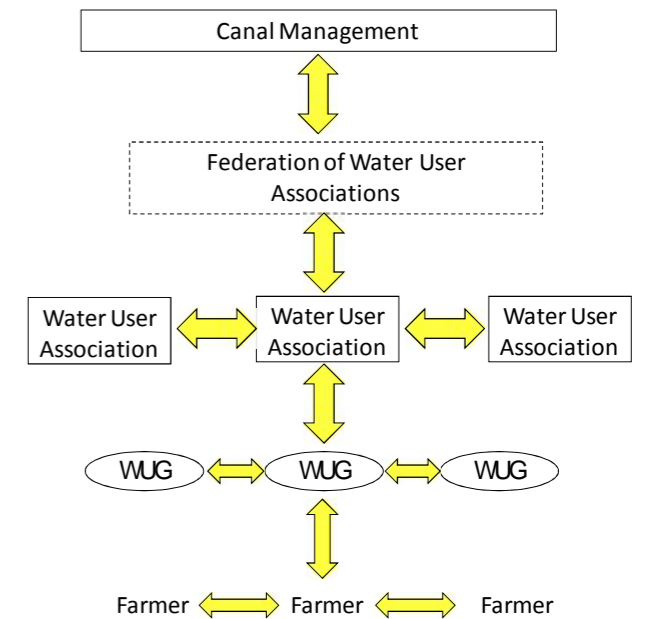 Canal Management
Federation of Water User
Associations
Water User
Association
Water User
Association
Water User
Association
WUG
WUG
WUG
Farmer
Farmer
Farmer